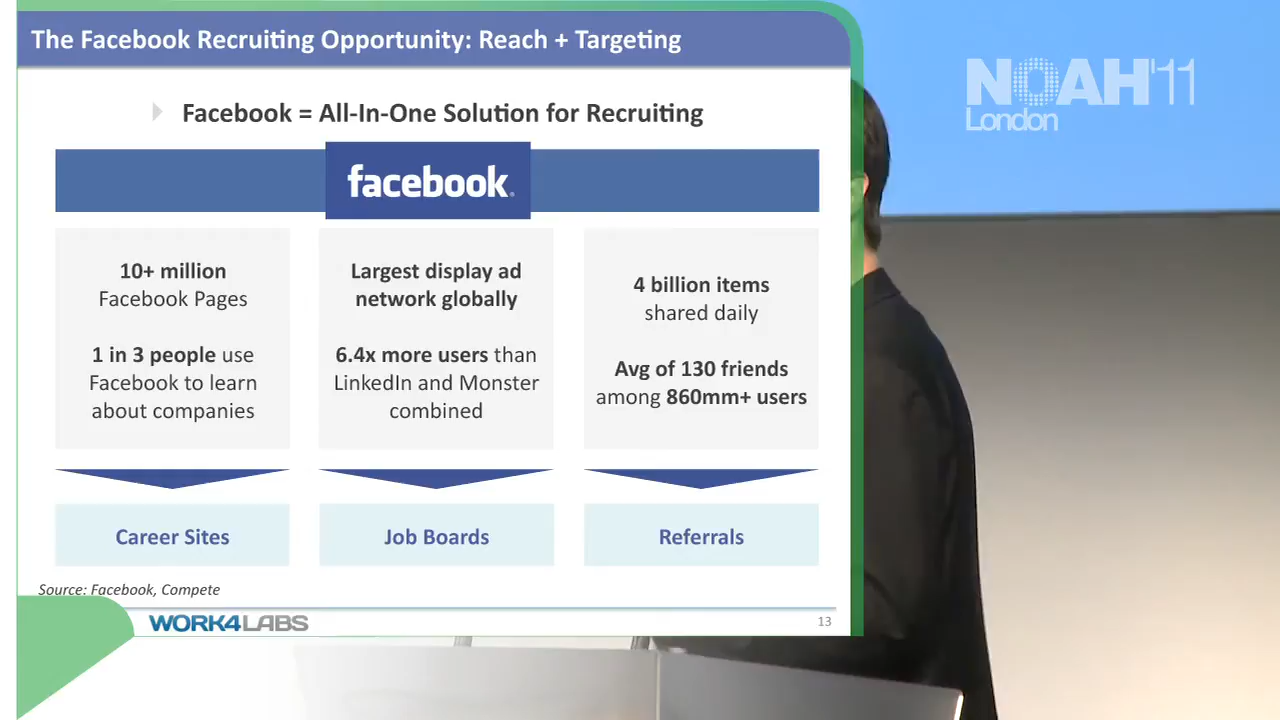 The Facebook Recruiting Opportunity: Reach + Targeting
NOAH'11
London
Facebook = All-In-One Solution for Recruiting
facebook.
10+ million
Facebook Pages
1 in 3 people use
Facebook to learn
about companies
Largest display ad
network globally
6.4x more users than
LinkedIn and Monster
combined
4 billion items
shared daily
Avg of 130 friends
among 860mm+ users
Career Sites
Job Boards
Referrals
Source: Facebook, Compete
WORK4LABS
13